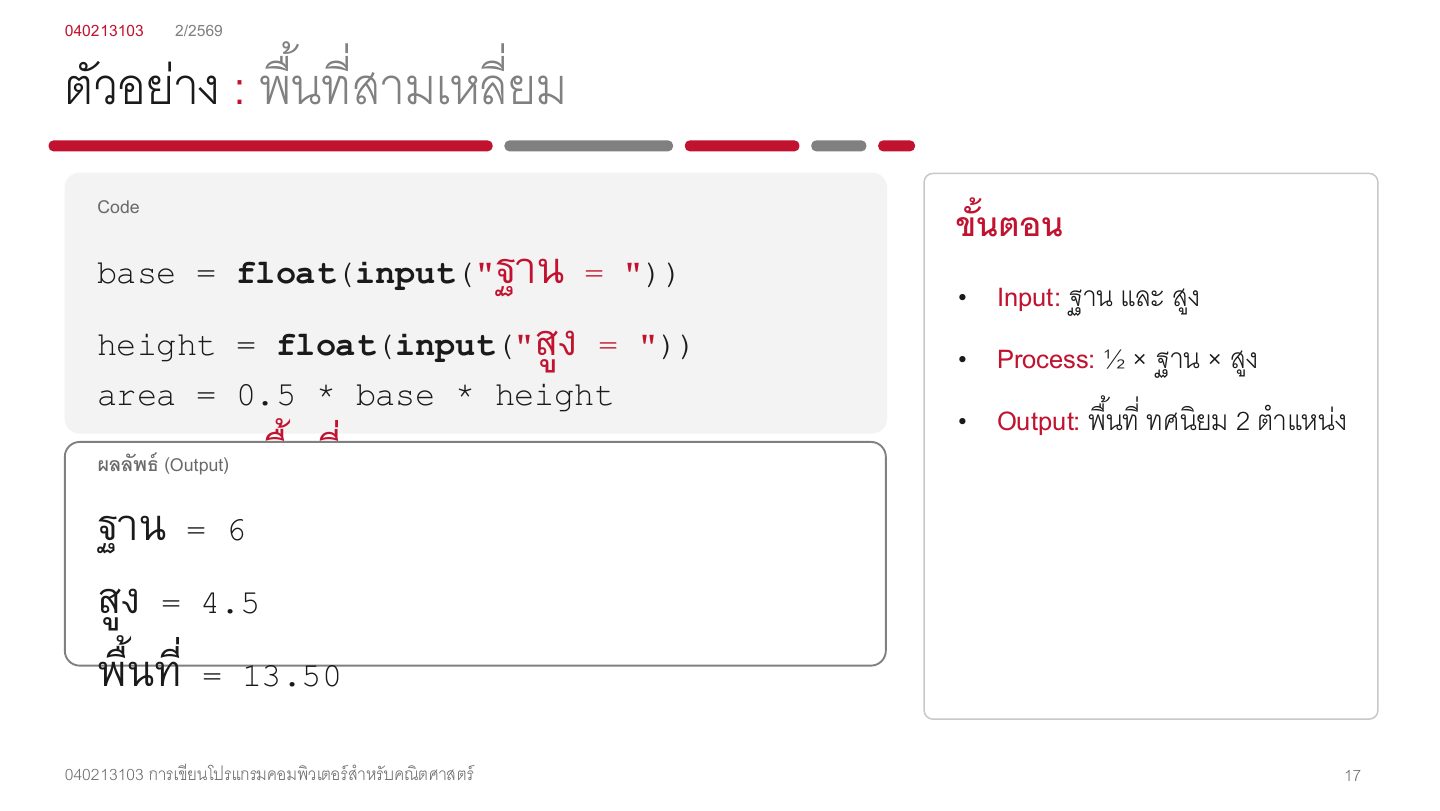 040213103 2/2569
ตัวอย่าง : พื้นที่สามเหลี่ยม
Code
base = float(input("ฐาน = "))
height = float(input("สูง = "))
area = 0.5 * base * height
ผลลัพธ์ (Output)
ฐาน = 6
สูง = 4.5
พื้นที่ = 13.50
ขั้นตอน
• Input: ฐาน และ สูง
• Process: ½ × ฐาน × สูง
• Output: พื้นที่ ทศนิยม 2 ตำแหน่ง
040213103 การเขียนโปรแกรมคอมพิวเตอร์สำหรับคณิตศาสตร์
17